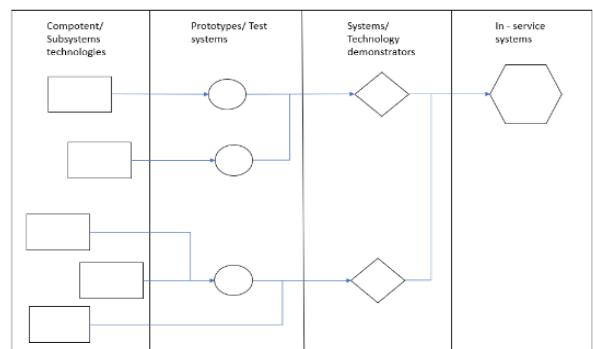 Compotent/
Subsystems
technologies
Prototypes/ Test
systems
Systems/
Technology
demonstrators
In - service
systems